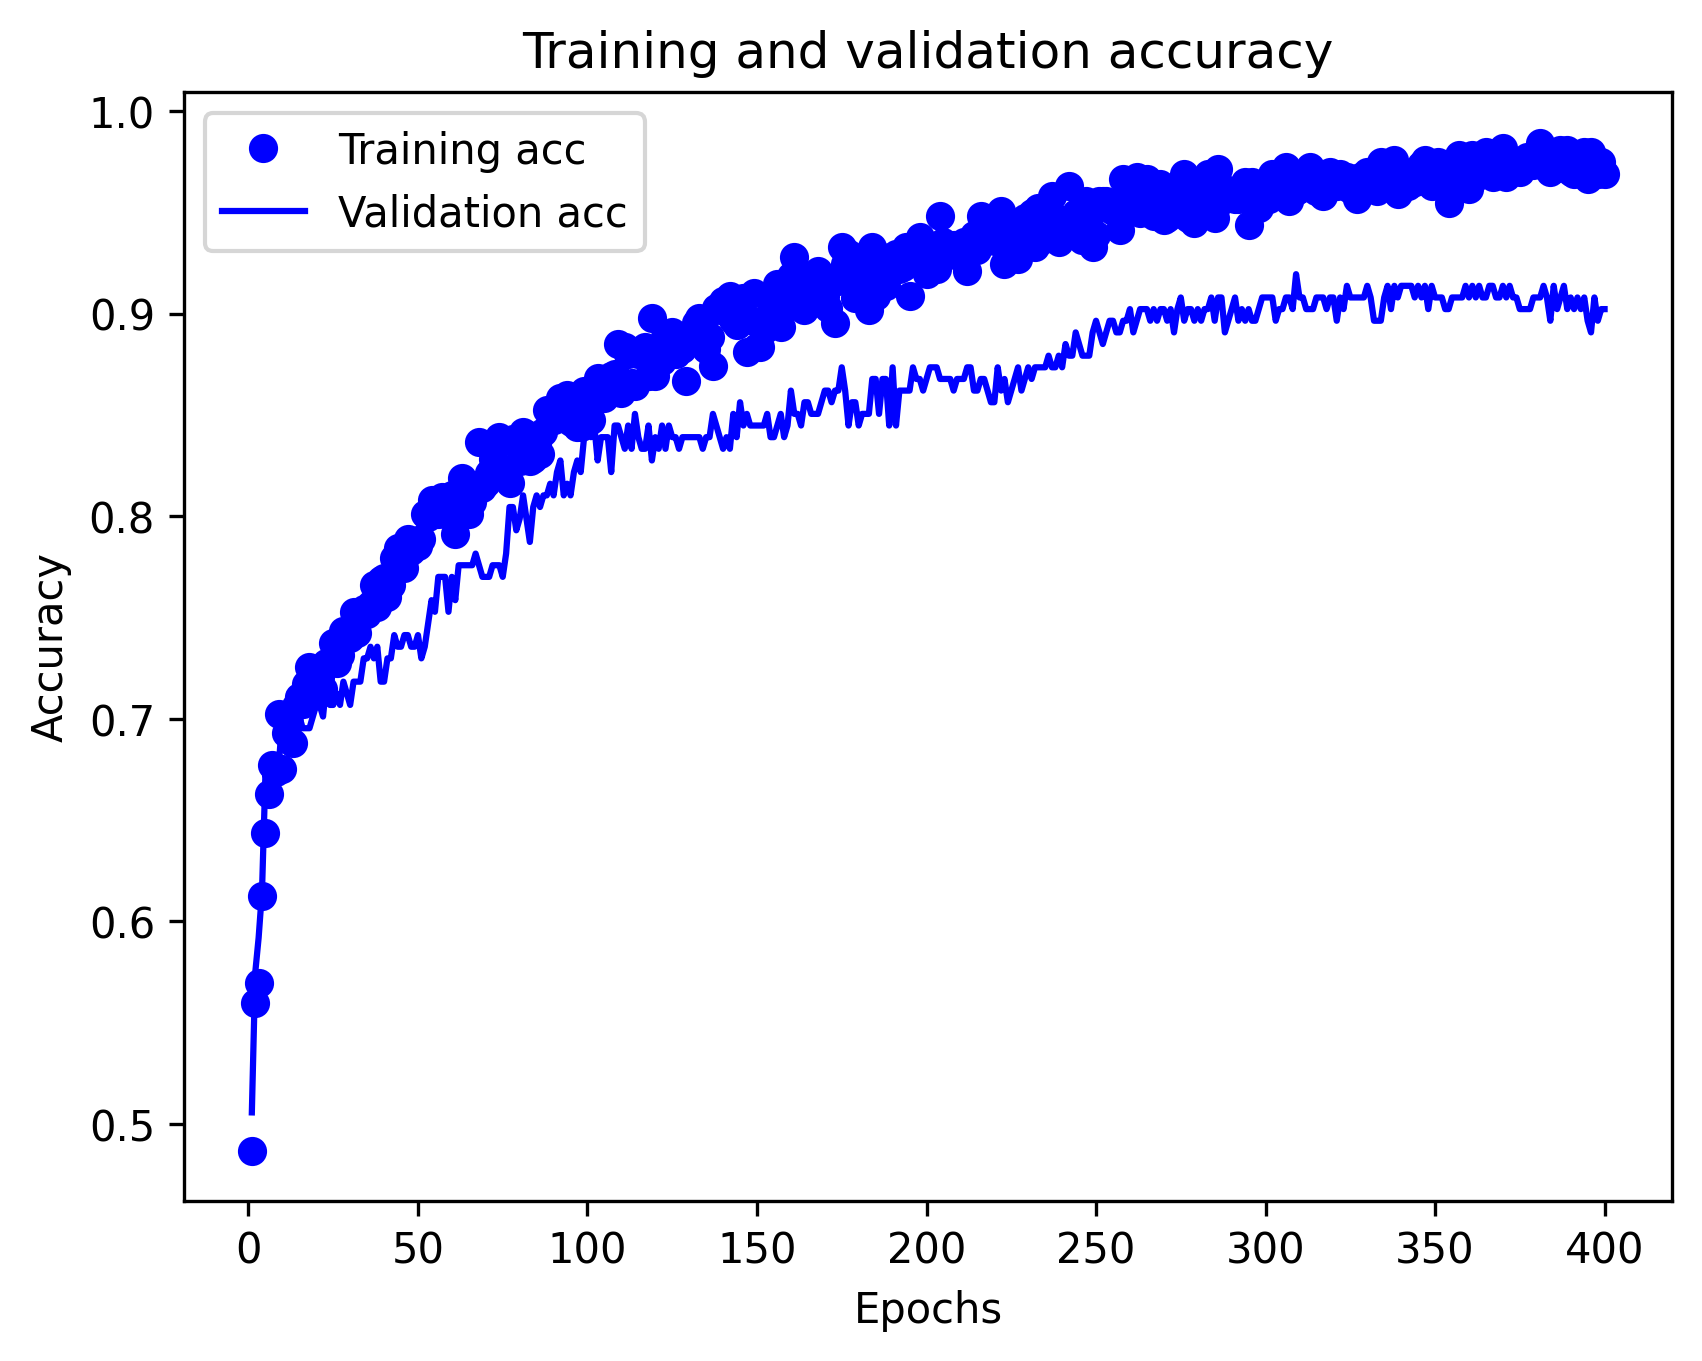 Training and validation accuracy
Training acc
Validation acc
1.0
0.9
0.8
0.7
0.6
0.5
Accuracy
0 50 100 150 200 250 300 350 400
Epochs